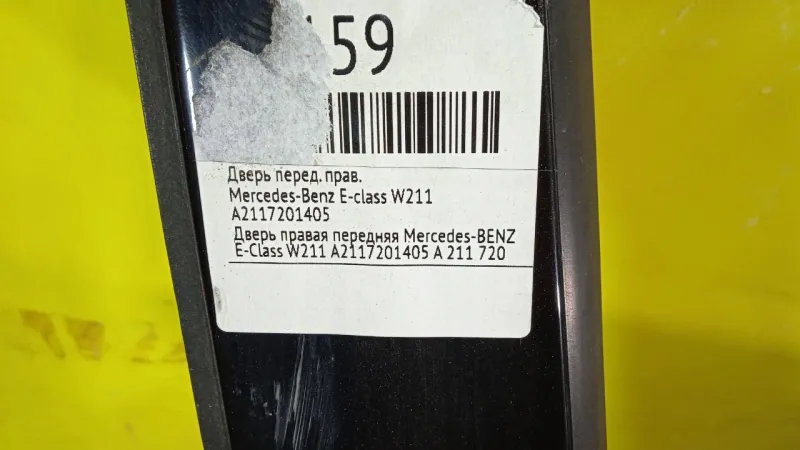 159
Дверь перед. прав.
Mercedes-Benz E-class W211
A2117201405
Дверь правая передняя Mercedes-BENZ
E-Class W211 A2117201405 A 211 720